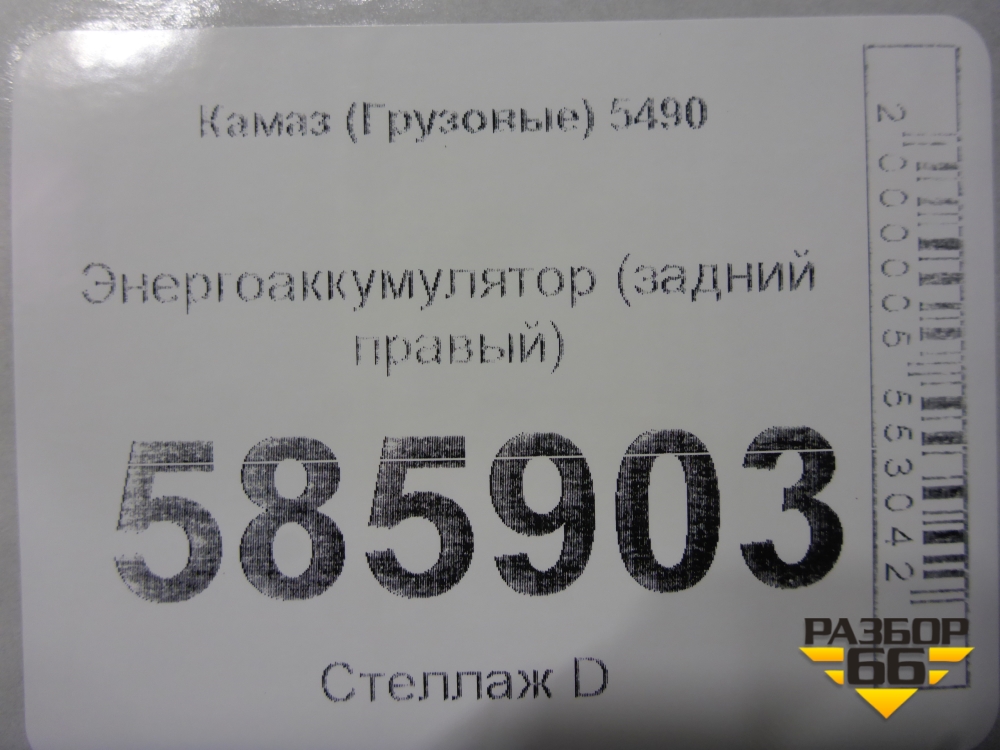 Камаз (Грузовые) 5490
Энергоаккумулятор (задний
правый)
585903
Стеллаж D
2000005553042
РАЗБОР
66